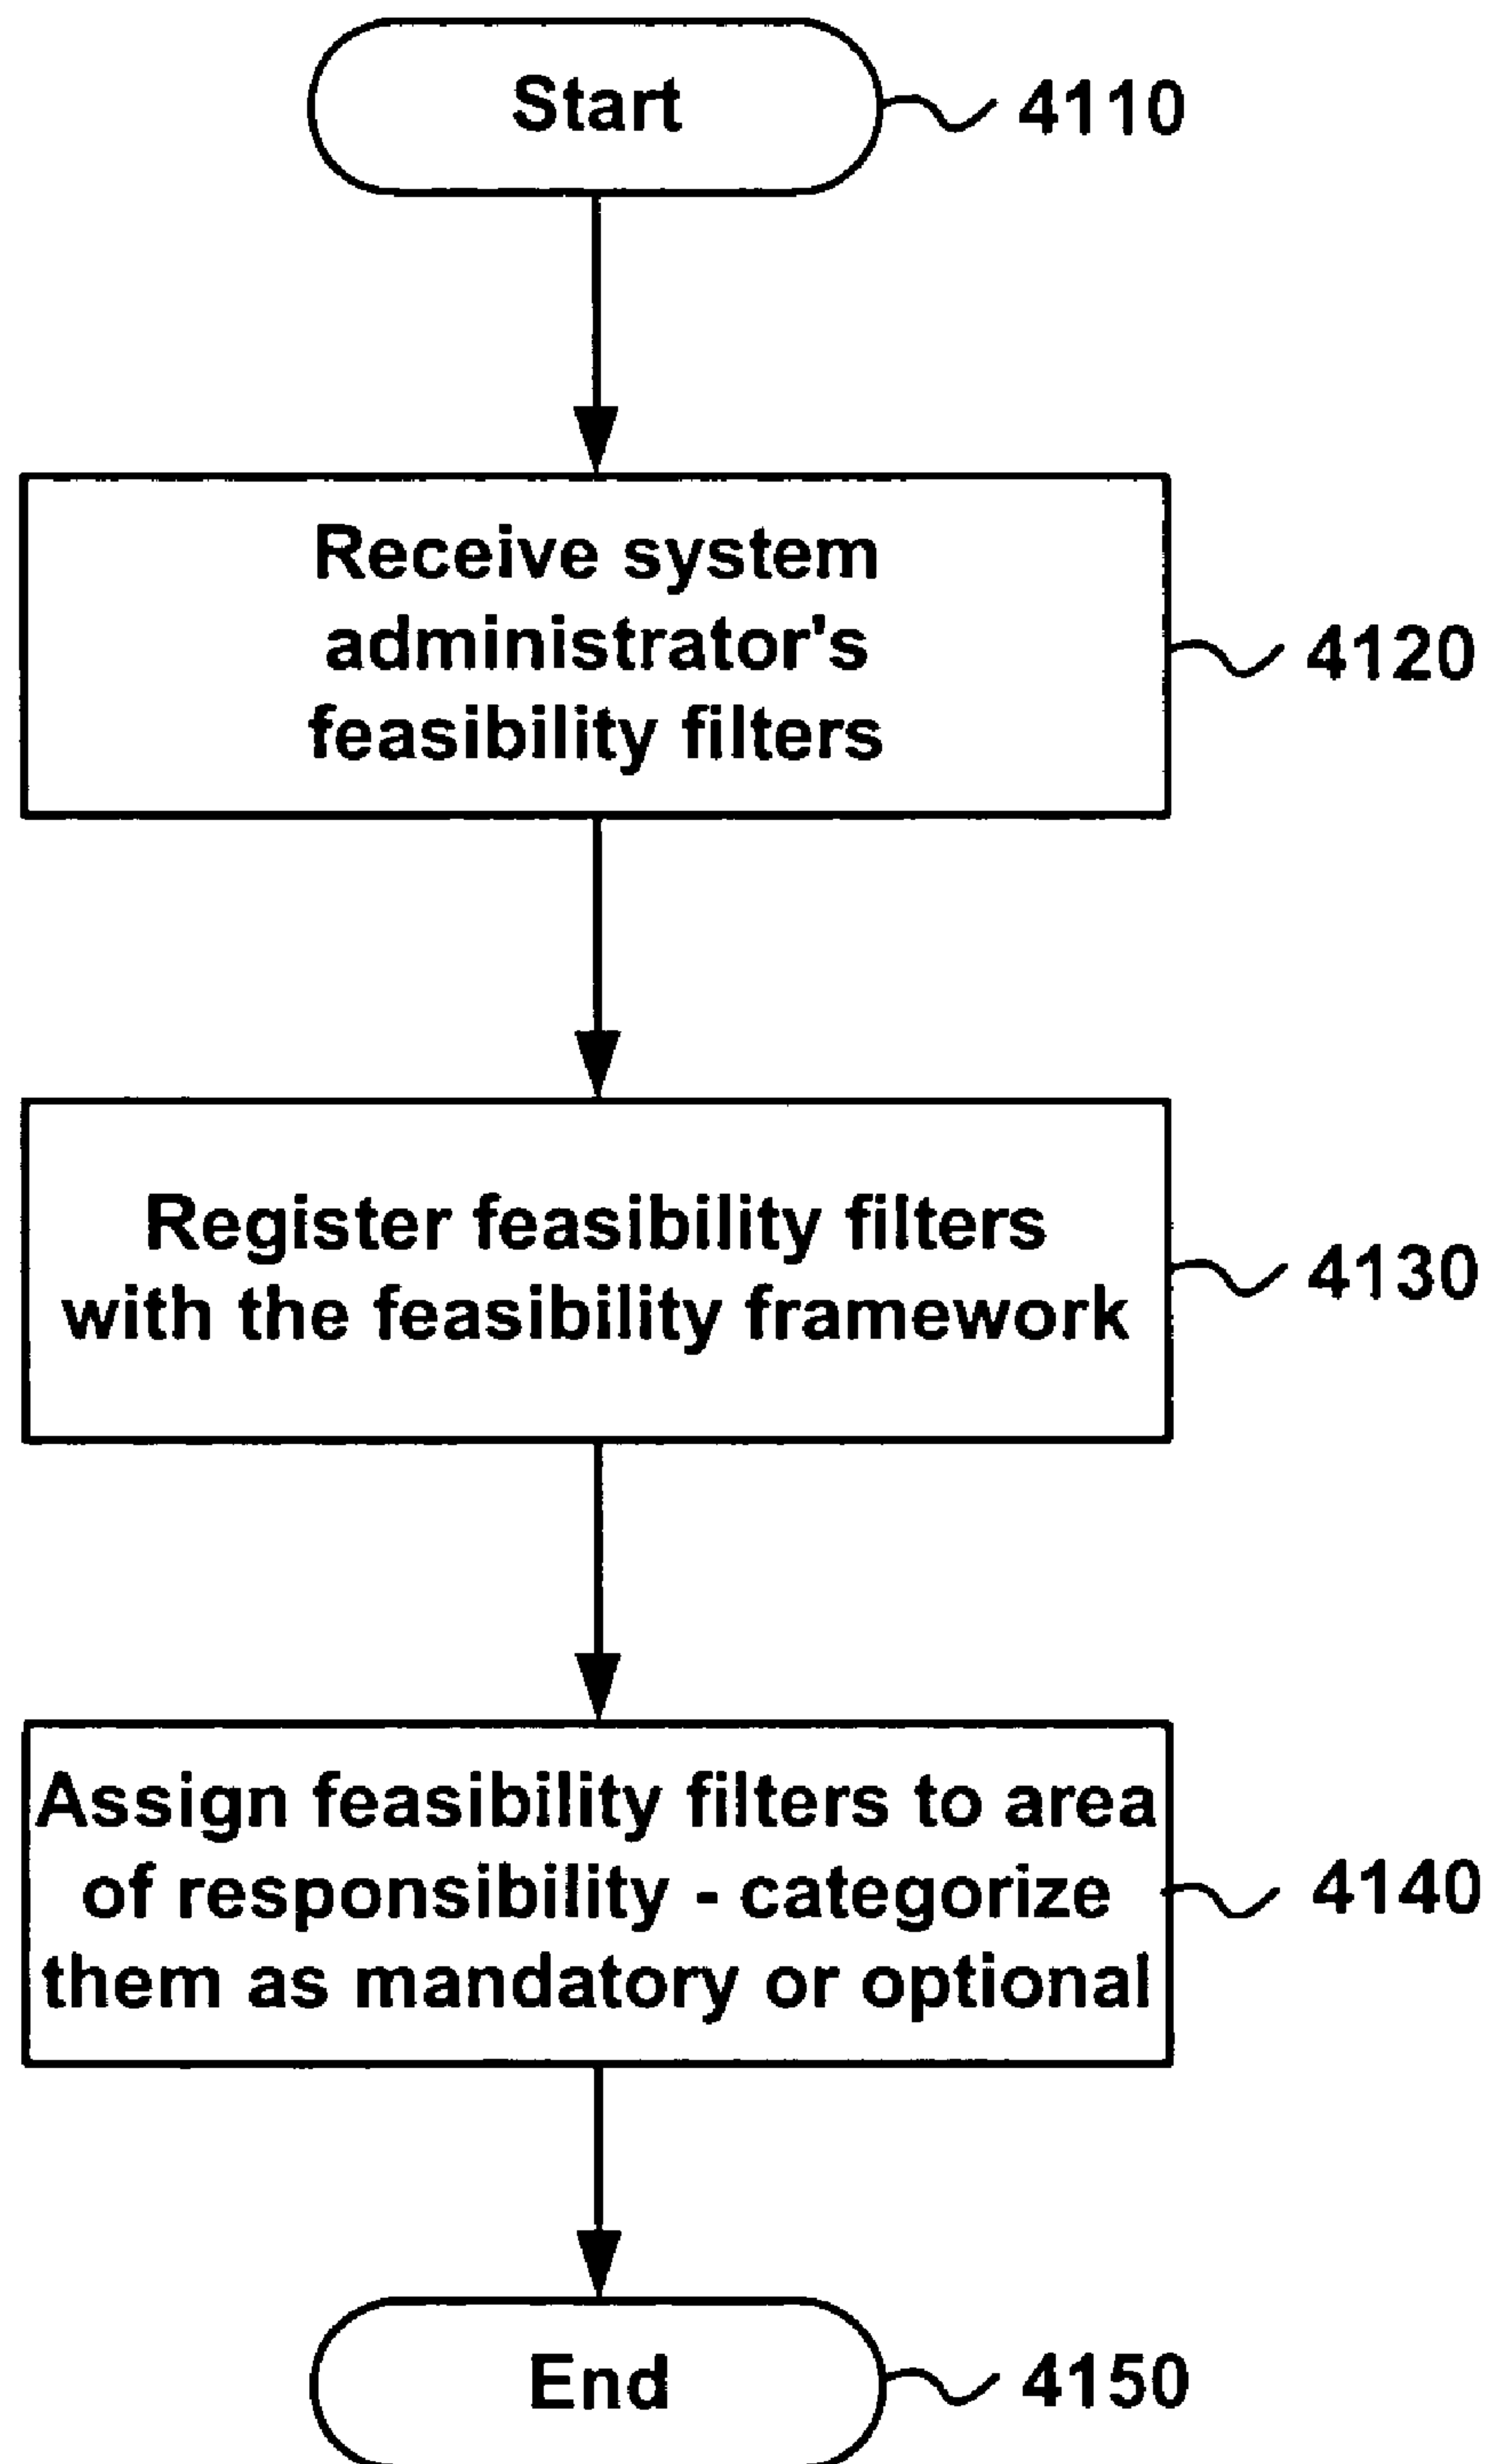 Start
4110
Receive system
administrator's
feasibility filters
4120
Register feasibility filters
with the feasibility framework
4130
Assign feasibility filters to area
of responsibility - categorize
them as mandatory or optional
4140
End
4150